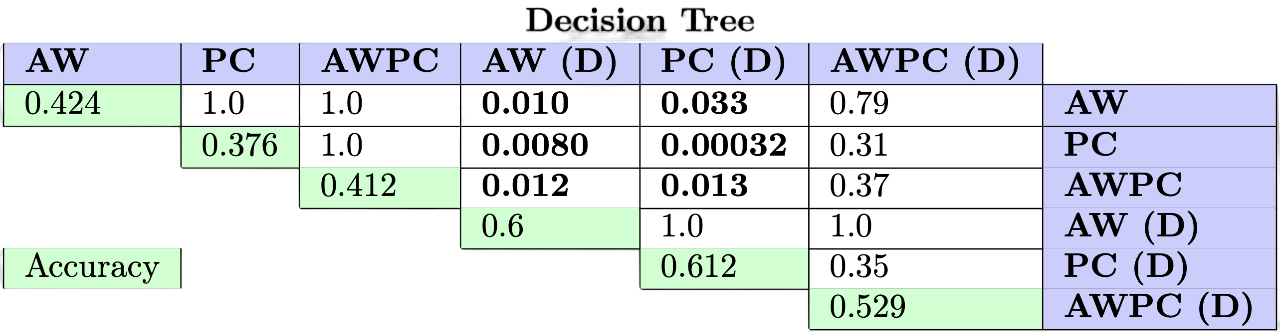 Decision Tree
AW PC AWPC AW (D) PC (D) AWPC (D)
0.424 1.0 1.0 0.010 0.033 0.79 AW
0.376 1.0 0.0080 0.00032 0.31 PC
0.412 0.012 0.013 0.37 AWPC
0.6 1.0 1.0 AW (D)
Accuracy 0.612 0.35 PC (D)
0.529 AWPC (D)